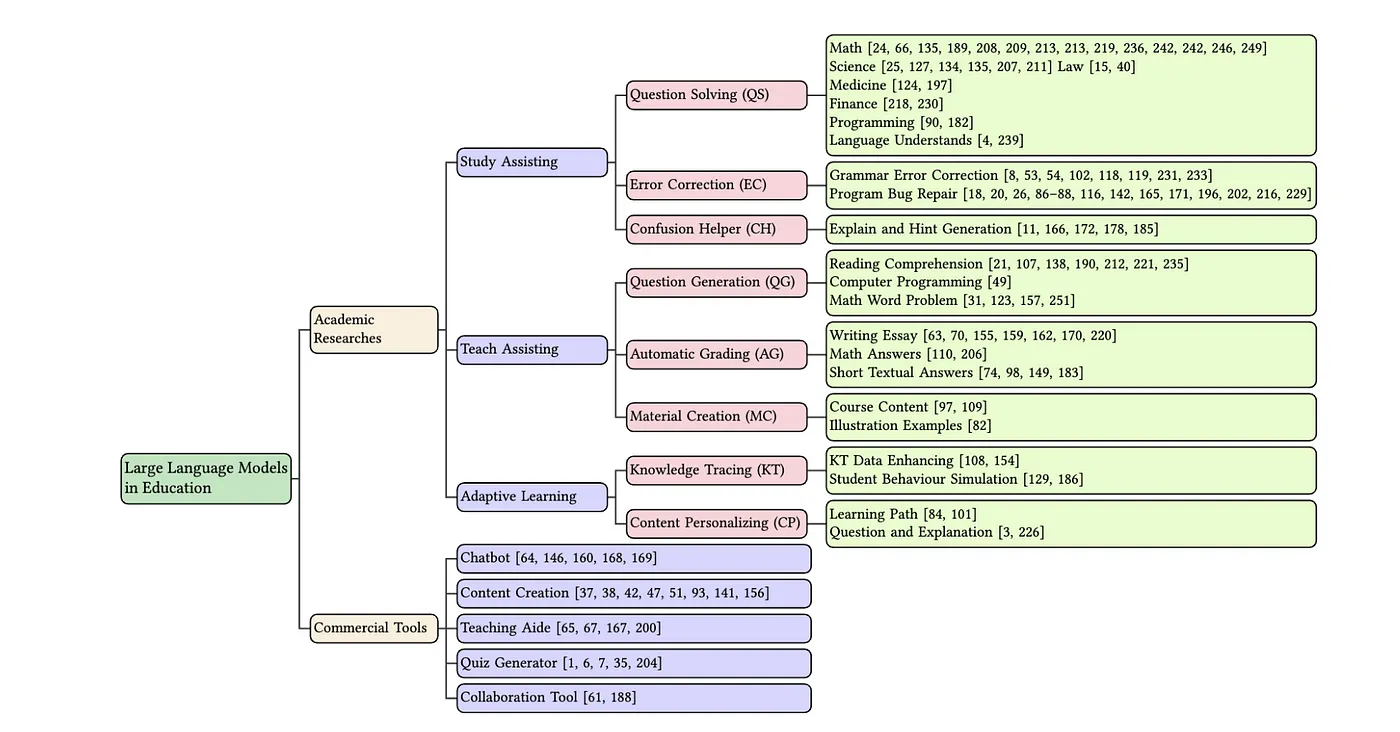 Large Language Models
in Education
Academic
Researches
Study Assisting
Question Solving (QS)
Math [24, 66, 135, 189, 208, 209, 213, 213, 219, 236, 242, 242, 246, 249]
Science [25, 127, 134, 135, 207, 211] Law [15, 40]
Medicine [124, 197]
Finance [218, 230]
Programming [90, 182]
Language Understands [4, 239]
Error Correction (EC)
Grammar Error Correction [8, 53, 54, 102, 118, 119, 231, 233]
Program Bug Repair [18, 20, 26, 86–88, 116, 142, 165, 171, 196, 202, 216, 229]
Confusion Helper (CH)
Explain and Hint Generation [11, 166, 172, 178, 185]
Teach Assisting
Question Generation (QG)
Reading Comprehension [21, 107, 138, 190, 212, 221, 235]
Computer Programming [49]
Math Word Problem [31, 123, 157, 251]
Automatic Grading (AG)
Writing Essay [63, 70, 155, 159, 162, 170, 220]
Math Answers [110, 206]
Short Textual Answers [74, 98, 149, 183]
Material Creation (MC)
Course Content [97, 109]
Illustration Examples [82]
Adaptive Learning
Knowledge Tracing (KT)
KT Data Enhancing [108, 154]
Student Behaviour Simulation [129, 186]
Content Personalizing (CP)
Learning Path [84, 101]
Question and Explanation [3, 226]
Commercial Tools
Chatbot [64, 146, 160, 168, 169]
Content Creation [37, 38, 42, 47, 51, 93, 141, 156]
Teaching Aide [65, 67, 167, 200]
Quiz Generator [1, 6, 7, 35, 204]
Collaboration Tool [61, 188]